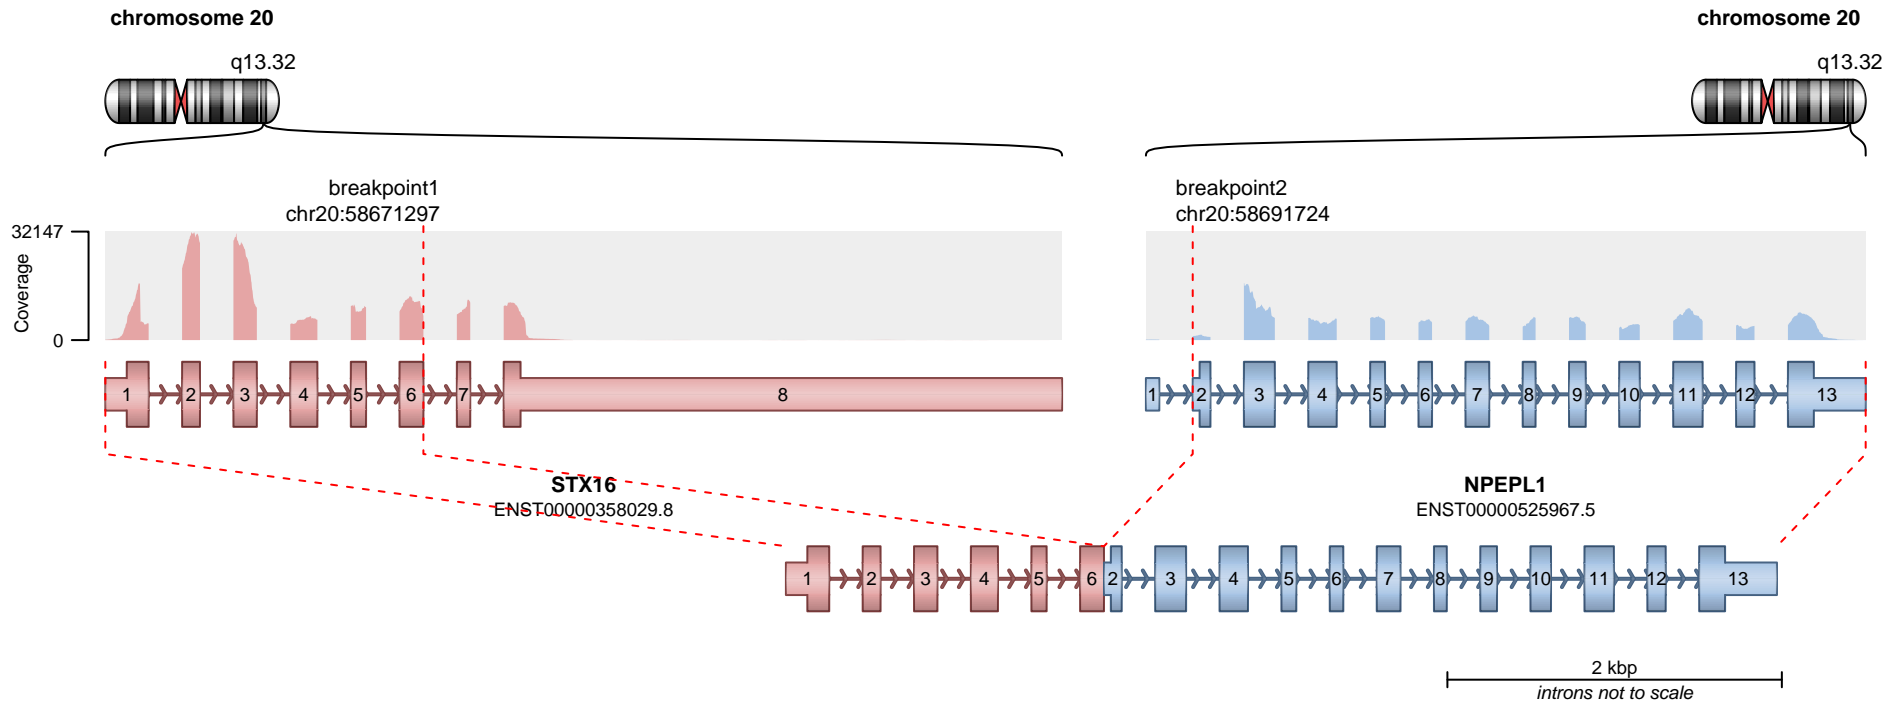 chromosome 20
chromosome 20
q13.32
q13.32
breakpoint1
chr20:58671297
breakpoint2
chr20:58691724
32147
Coverage
0
1 2 3 4 5 6 7 8
1 2 3 4 5 6 7 8 9 10 11 12 13
STX16
ENST00000358029.8
NPEPL1
ENST00000525967.5
1 2 3 4 5 6 2 3 4 5 6 7 8 9 10 11 12 13
2 kbp
introns not to scale